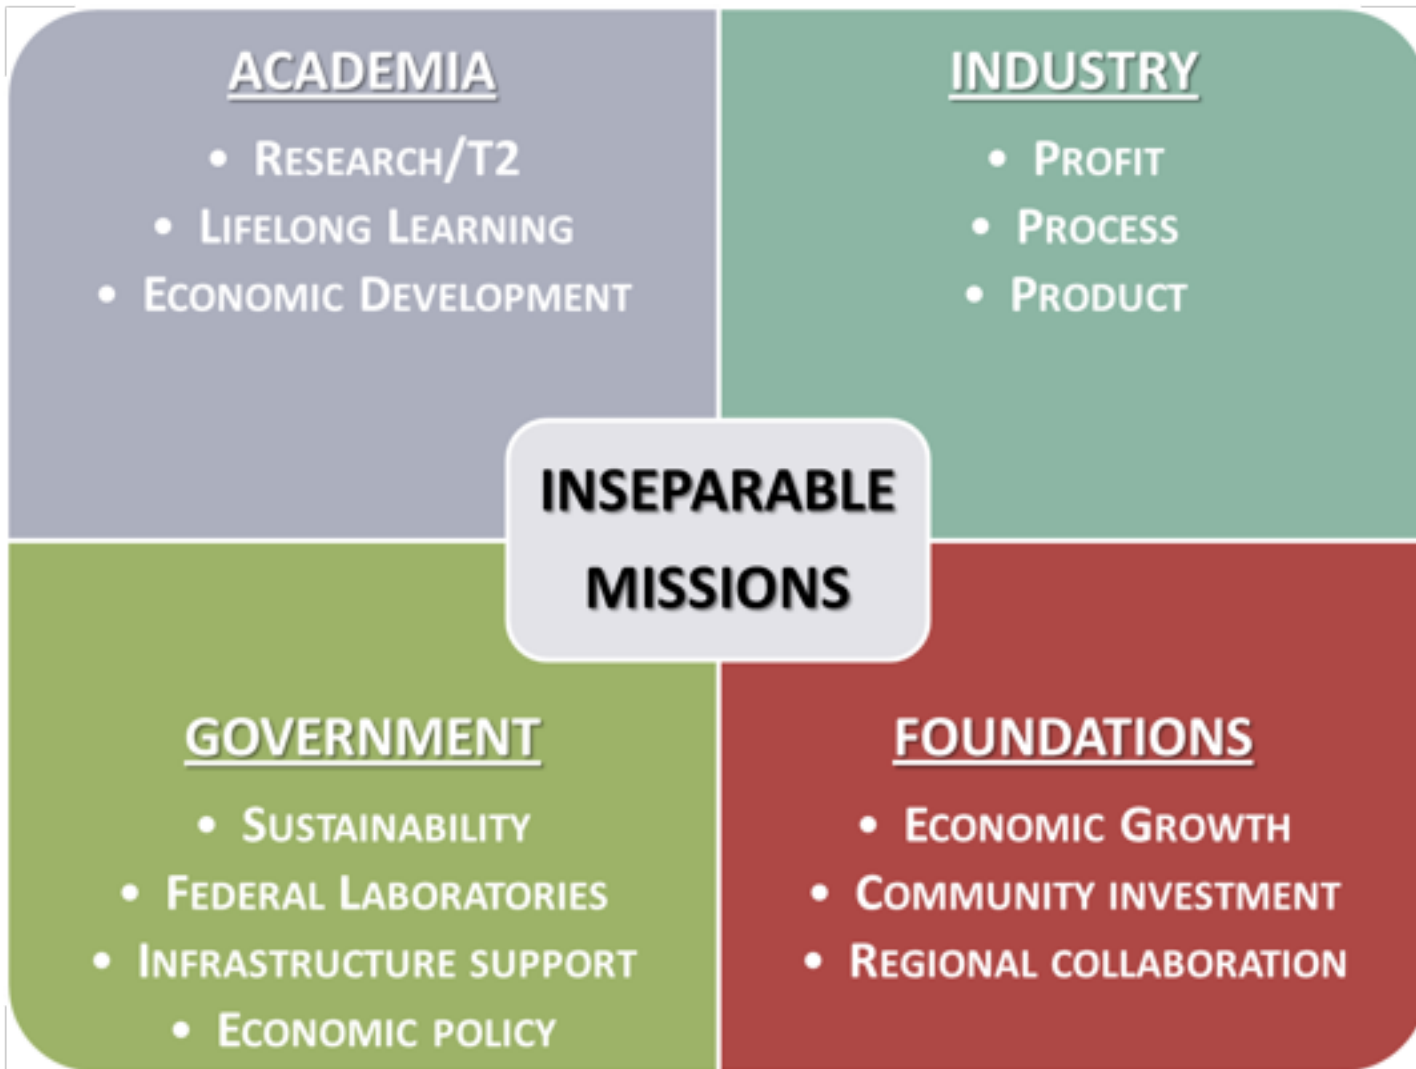 ACADEMIA
• RESEARCH/T2
• LIFELONG LEARNING
• ECONOMIC DEVELOPMENT
INDUSTRY
• PROFIT
• PROCESS
• PRODUCT
INSEPARABLE
MISSIONS
GOVERNMENT
• SUSTAINABILITY
• FEDERAL LABORATORIES
• INFRASTRUCTURE SUPPORT
• ECONOMIC POLICY
FOUNDATIONS
• ECONOMIC GROWTH
• COMMUNITY INVESTMENT
• REGIONAL COLLABORATION